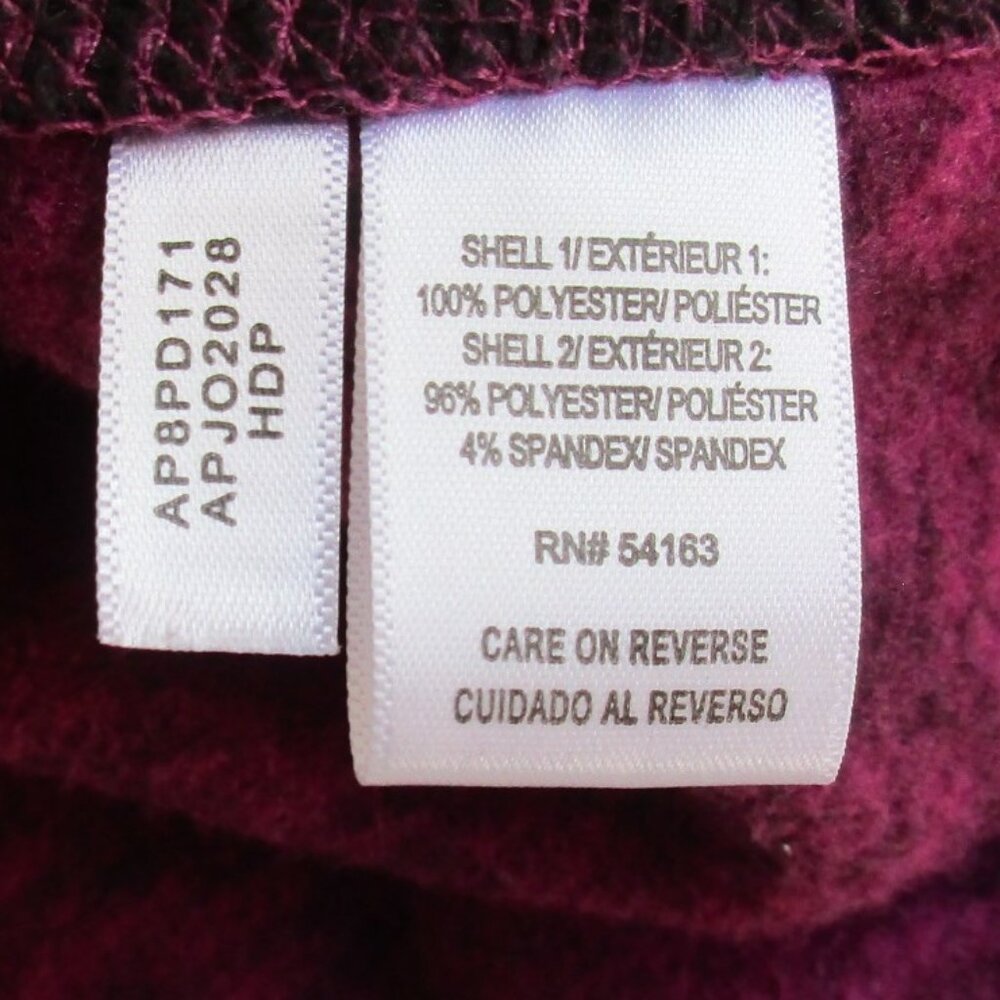 AP8PD171
APJO2028
HDP
SHELL 1/ EXTÉRIEUR 1:
100% POLYESTER/ POLIÉSTER
SHELL 2/ EXTÉRIEUR 2:
96% POLYESTER/ POLIÉSTER
4% SPANDEX/ SPANDEX
RN# 54163
CARE ON REVERSE
CUIDADO AL REVERSO